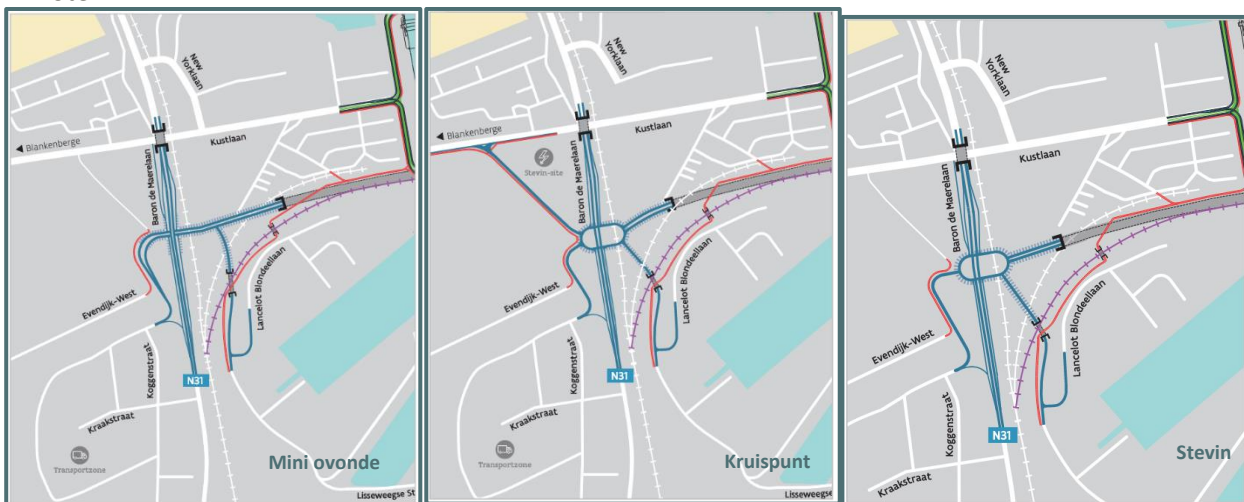 New
Yorklaan
Blankenberge
Kustlaan
Baron de Maerelaan
Evendijk-West
Lancelot Blondeellaan
Koggenstraat
N31
Kraakstraat
Transportzone
Mini ovonde
Lisseweegse St
New
Yorklaan
Blankenberge
Kustlaan
Stevin-site
Baron de Maerelaan
Evendijk-West
Lancelot Blondeellaan
Koggenstraat
N31
Kraakstraat
Transportzone
Kruispunt
Lisseweegse
New
Yorklaan
Blankenberge
Kustlaan
Baron de Maerelaan
Evendijk-West
Lancelot Blondeellaan
Koggenstraat
N31
Kraakstraat
Stevin